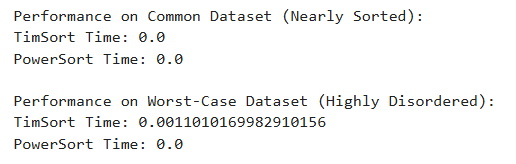 Performance on Common Dataset (Nearly Sorted):
TimSort Time: 0.0
PowerSort Time: 0.0
Performance on Worst-Case Dataset (Highly Disordered):
TimSort Time: 0.0011010169982910156
PowerSort Time: 0.0